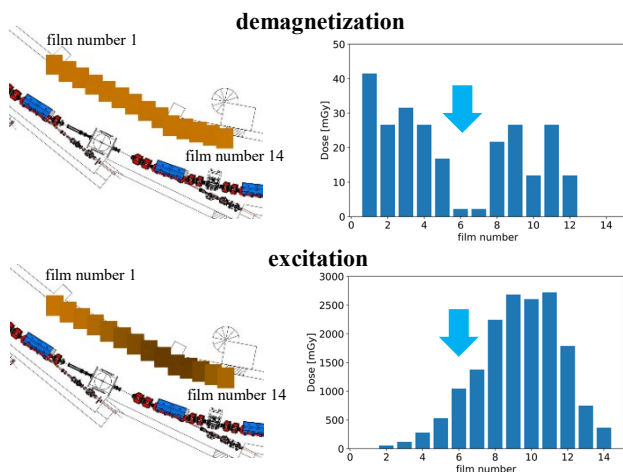 demagnetization
film number 1
film number 14
50
40
30
20
10
0
Dose [mGy]
0 2 4 6 8 10 12 14
film number
excitation
film number 1
film number 14
3000
2500
2000
1500
1000
500
0
Dose [mGy]
0 2 4 6 8 10 12 14
film number